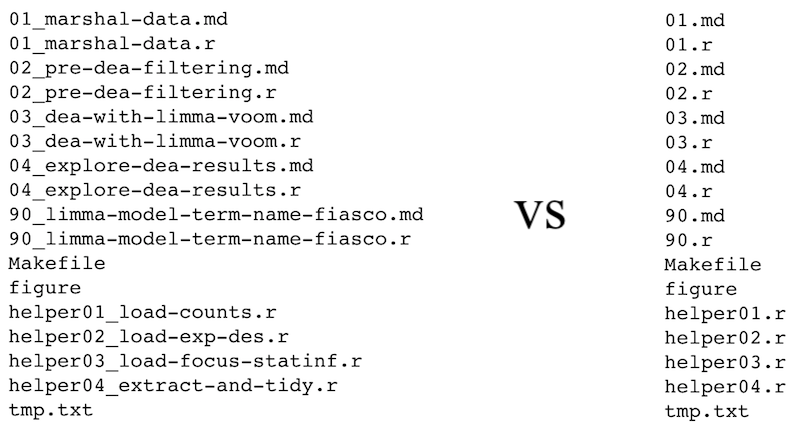 01_marshal-data.md
01_marshal-data.r
02_pre-dea-filtering.md
02_pre-dea-filtering.r
03_dea-with-limma-voom.md
03_dea-with-limma-voom.r
04_explore-dea-results.md
04_explore-dea-results.r
90_limma-model-term-name-fiasco.md
90_limma-model-term-name-fiasco.r
Makefile
figure
helper01_load-counts.r
helper02_load-exp-des.r
helper03_load-focus-statinf.r
helper04_extract-and-tidy.r
tmp.txt
vs
01.md
01.r
02.md
02.r
03.md
03.r
04.md
04.r
90.md
90.r
Makefile
figure
helper01.r
helper02.r
helper03.r
helper04.r
tmp.txt